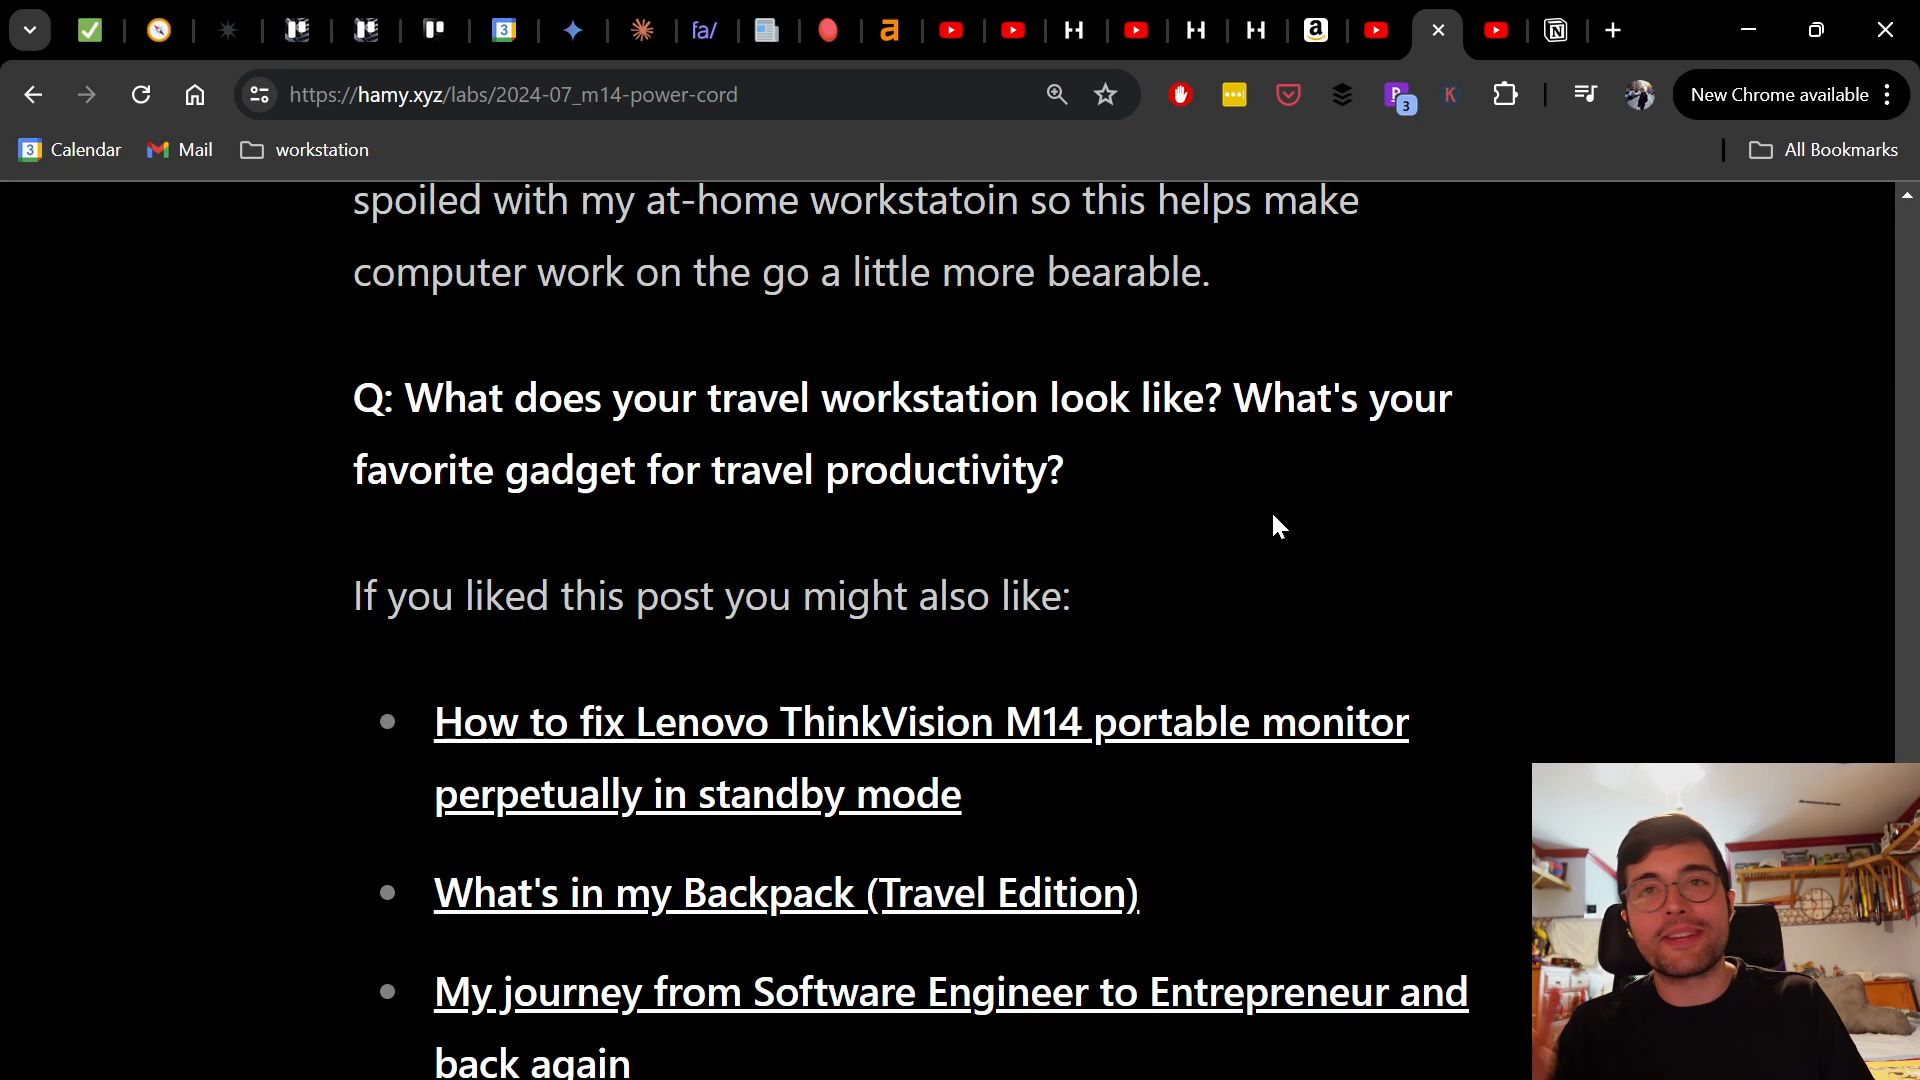 3
fa/
a
a
https://hamy.xyz/labs/2024-07_m14-power-cord
3
K
New Chrome available
3 Calendar
Mail
workstation
All Bookmarks
spoiled with my at-home workstatoin so this helps make
computer work on the go a little more bearable.
Q: What does your travel workstation look like? What's your
favorite gadget for travel productivity?
If you liked this post you might also like:
How to fix Lenovo ThinkVision M14 portable monitor
perpetually in standby mode
What's in my Backpack (Travel Edition)
My journey from Software Engineer to Entrepreneur and
back again